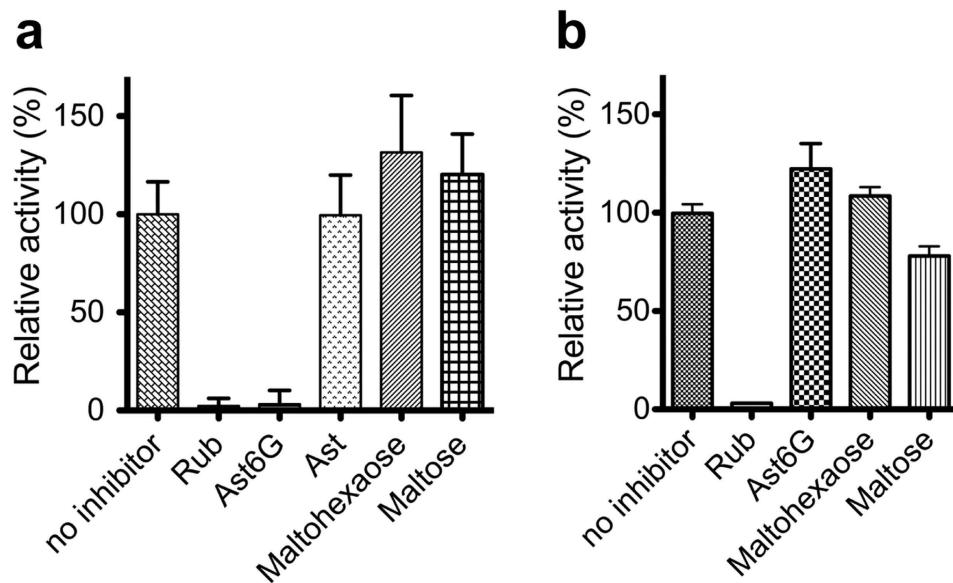 a
Relative activity (%)
150
100
50
0
no inhibitor
Rub
Ast6G
Ast
Maltohexaose
Maltose
b
Relative activity (%)
150
100
50
0
no inhibitor
Rub
Ast6G
Maltohexaose
Maltose